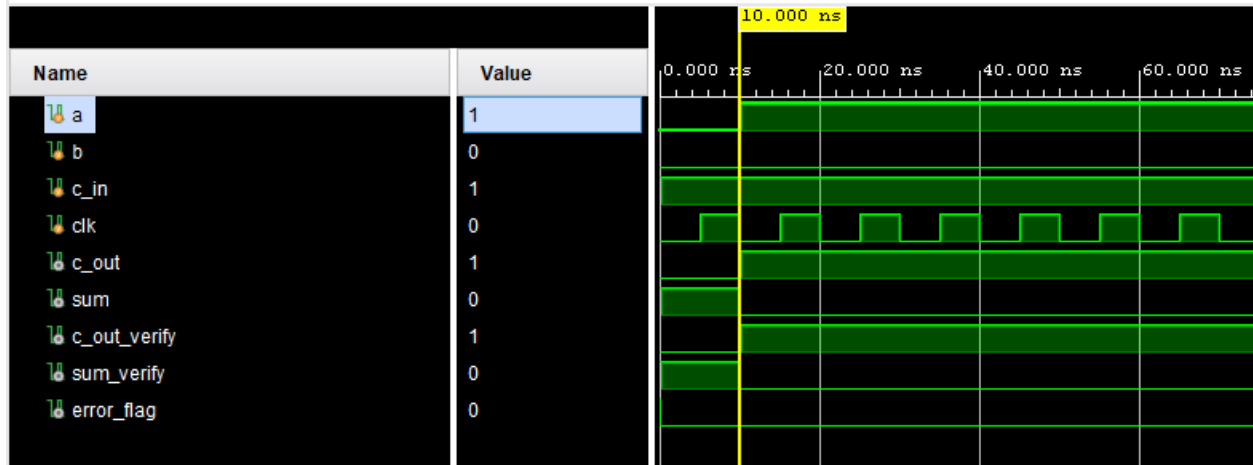 10.000 ns
Name Value 0.000 ns 20.000 ns 40.000 ns 60.000 ns
a 1
b 0
c_in 1
clk 0
c_out 1
sum 0
c_out_verify 1
sum_verify 0
error_flag 0